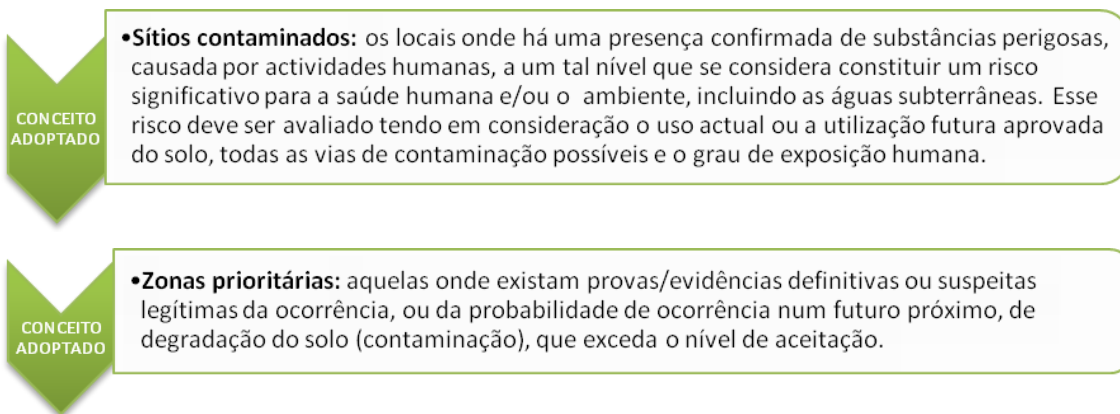 •Sítios contaminados: os locais onde há uma presença confirmada de substâncias perigosas,
causada por actividades humanas, a um tal nível que se considera constituir um risco
significativo para a saúde humana e/ou o ambiente, incluindo as águas subterrâneas. Esse
risco deve ser avaliado tendo em consideração o uso actual ou a utilização futura aprovada
do solo, todas as vias de contaminação possíveis e o grau de exposição humana.
CONCEITO
ADOPTADO
•Zonas prioritárias: aquelas onde existam provas/evidências definitivas ou suspeitas
legítimas da ocorrência, ou da probabilidade de ocorrência num futuro próximo, de
degradação do solo (contaminação), que exceda o nível de aceitação.
CONCEITO
ADOPTADO